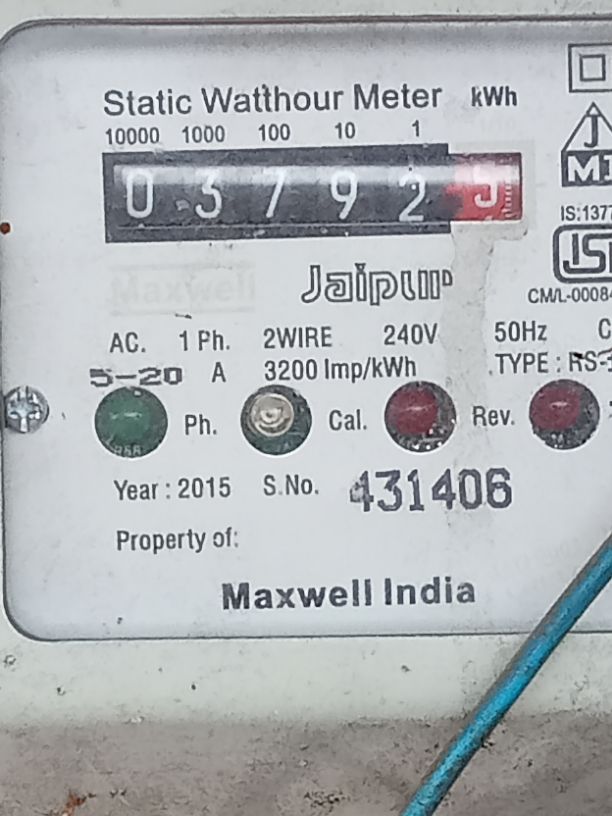 Static Watthour Meter kWh
10000 1000 100 10 1
0 3 7 9 2
IS:1377
Jaipur
CM/L-0008
AC. 1 Ph. 2WIRE 240V 50Hz
5-20 A 3200 Imp/kWh TYPE : RS-
Ph. Cal. Rev.
Year : 2015 S.No. 431406
Property of:
Maxwell India